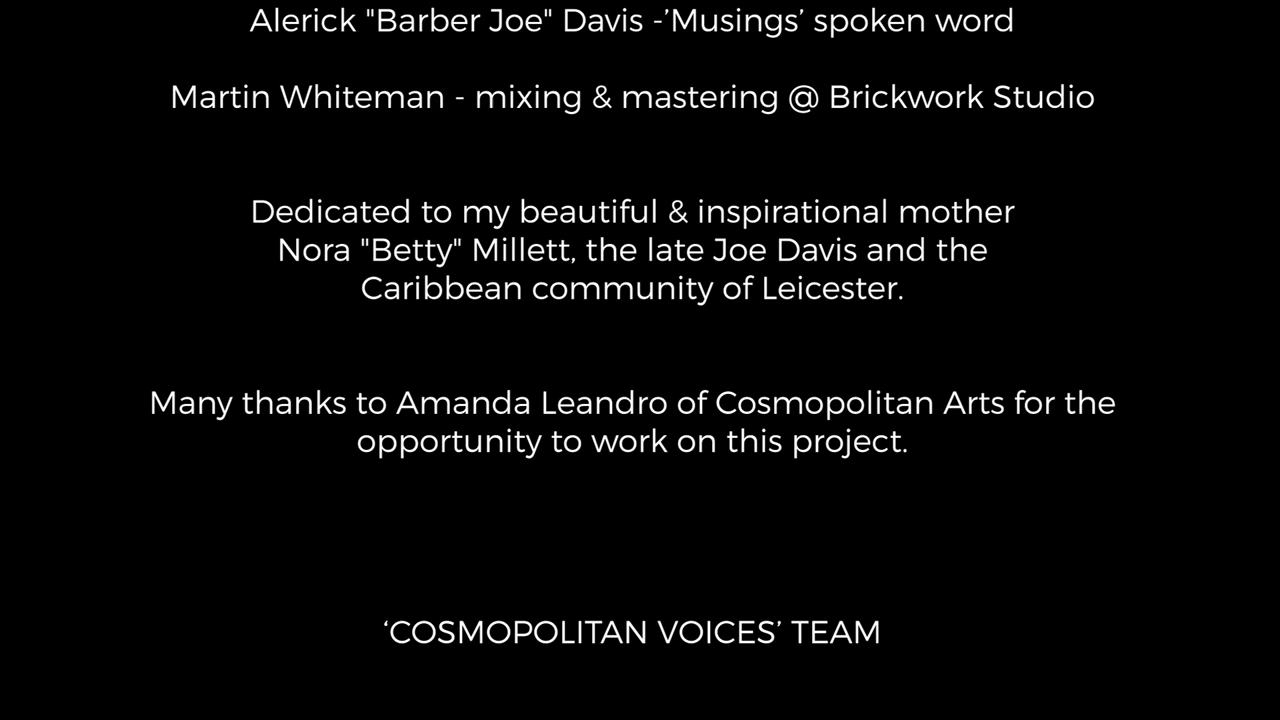 Alerick "Barber Joe" Davis -’Musings’ spoken word
Martin Whiteman - mixing & mastering @ Brickwork Studio
Dedicated to my beautiful & inspirational mother
Nora "Betty" Millett, the late Joe Davis and the
Caribbean community of Leicester.
Many thanks to Amanda Leandro of Cosmopolitan Arts for the
opportunity to work on this project.
‘COSMOPOLITAN VOICES’ TEAM